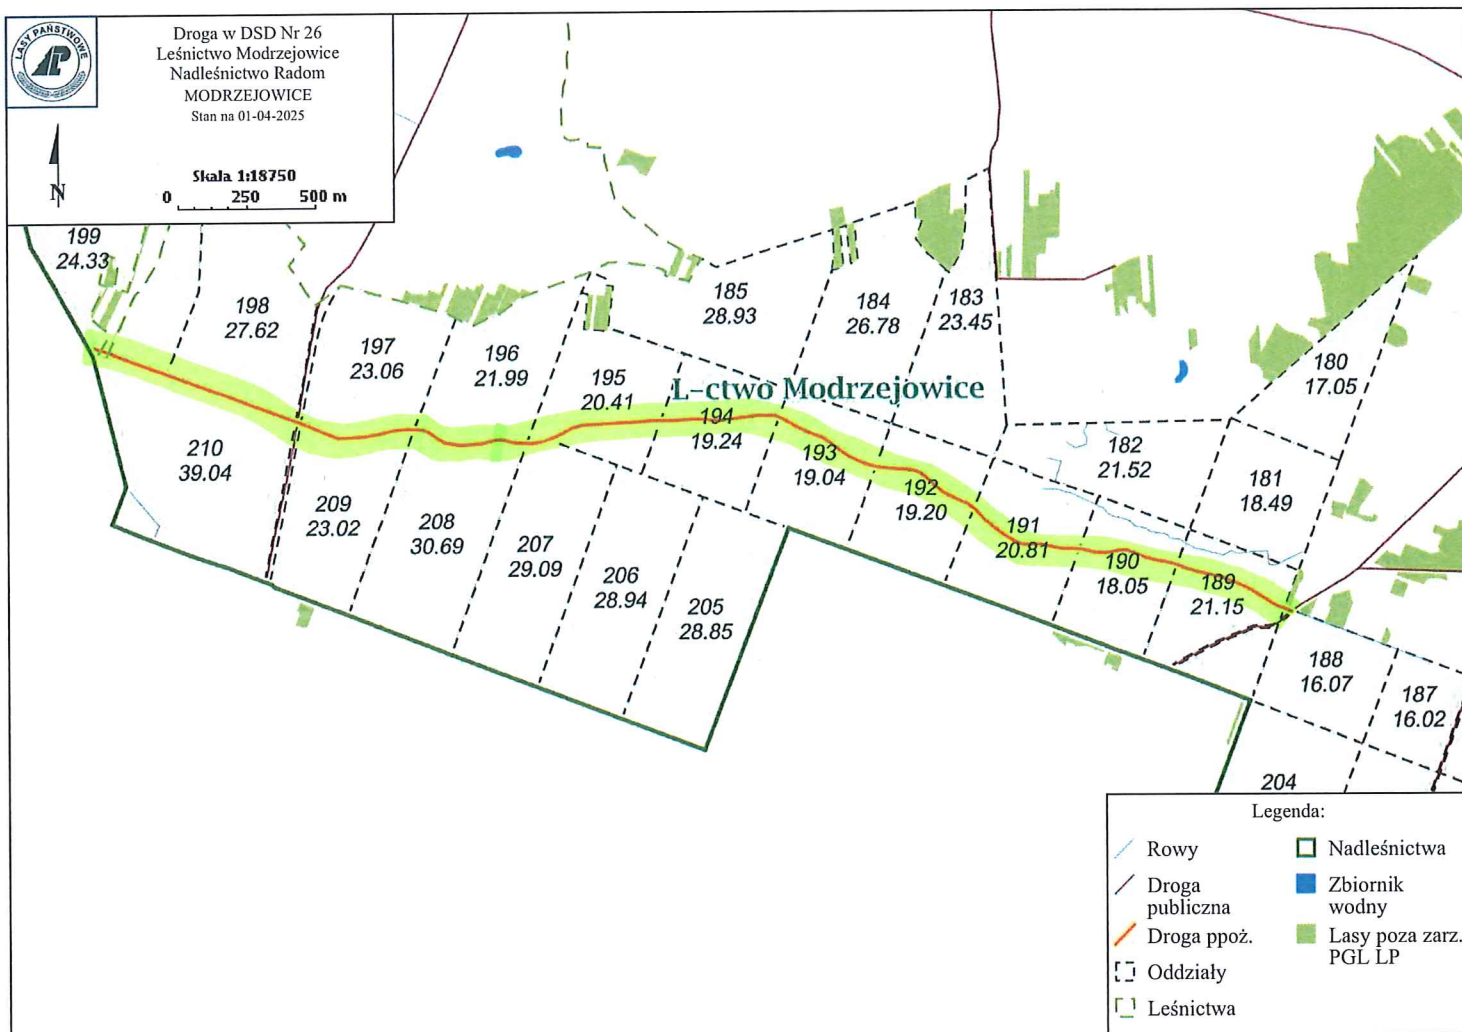 LASY PAŃSTWOWE
Droga w DSD Nr 26
Leśnictwo Modrzejowice
Nadleśnictwo Radom
MODRZEJOWICE
Stan na 01-04-2025
N
Skala 1:18750
0 250 500 m
199
24.33
198
27.62
197
23.06
196
21.99
195
20.41
185
28.93
184
26.78
183
23.45
180
17.05
L-ctwo Modrzejowice
194
19.24
193
19.04
192
19.20
182
21.52
181
18.49
210
39.04
209
23.02
208
30.69
207
29.09
206
28.94
205
28.85
191
20.81
190
18.05
189
21.15
188
16.07
187
16.02
204
Legenda:
Rowy
Droga
publiczna
Droga ppoż.
Oddziały
Leśnictwa
Nadleśnictwa
Zbiornik
wodny
Lasy poza zarz.
PGL LP